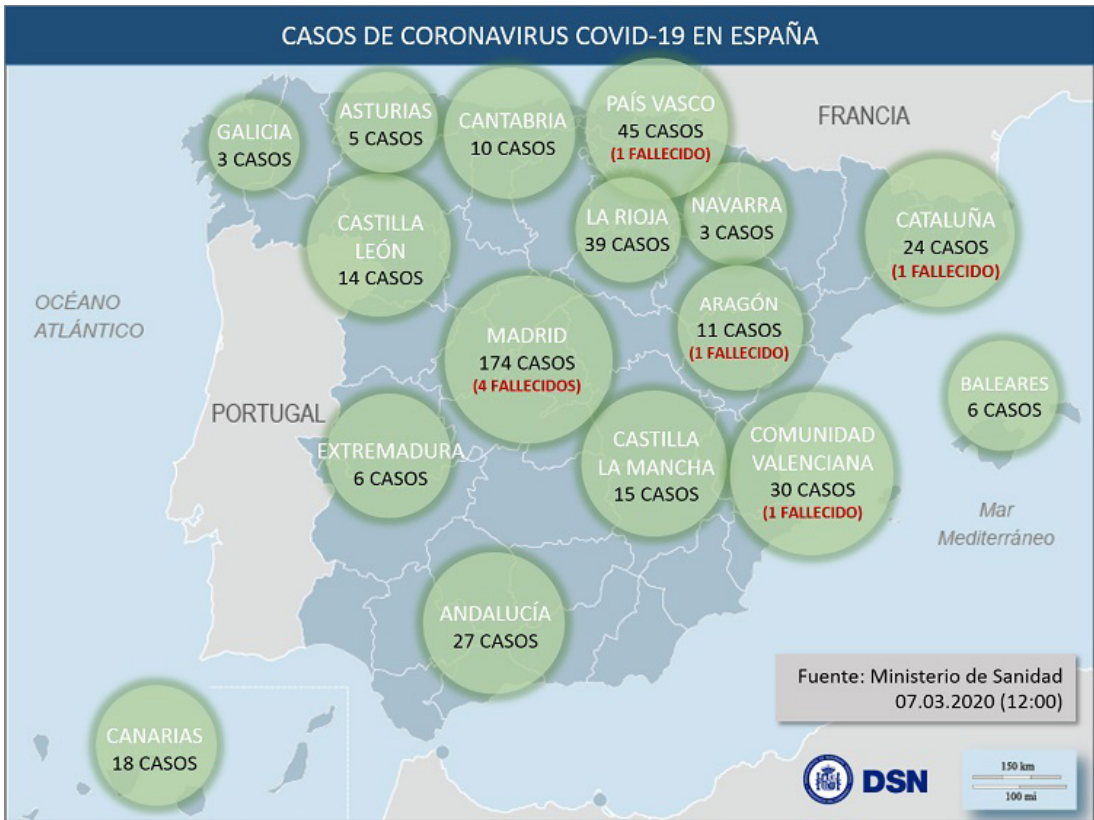 CASOS DE CORONAVIRUS COVID-19 EN ESPAÑA
GALICIA
3 CASOS
ASTURIAS
5 CASOS
CANTABRIA
10 CASOS
PAÍS VASCO
45 CASOS
(1 FALLECIDO)
FRANCIA
CASTILLA
LEÓN
14 CASOS
LA RIOJA
39 CASOS
NAVARRA
3 CASOS
CATALUÑA
24 CASOS
(1 FALLECIDO)
OCÉANO
ATLÁNTICO
MADRID
174 CASOS
(4 FALLECIDOS)
ARAGÓN
11 CASOS
(1 FALLECIDO)
BALEARES
6 CASOS
PORTUGAL
EXTREMADURA
6 CASOS
CASTILLA
LA MANCHA
15 CASOS
COMUNIDAD
VALENCIANA
30 CASOS
(1 FALLECIDO)
Mar
Mediterráneo
ANDALUCÍA
27 CASOS
Fuente: Ministerio de Sanidad
07.03.2020 (12:00)
CANARIAS
18 CASOS
DSN
150 km
100 mi